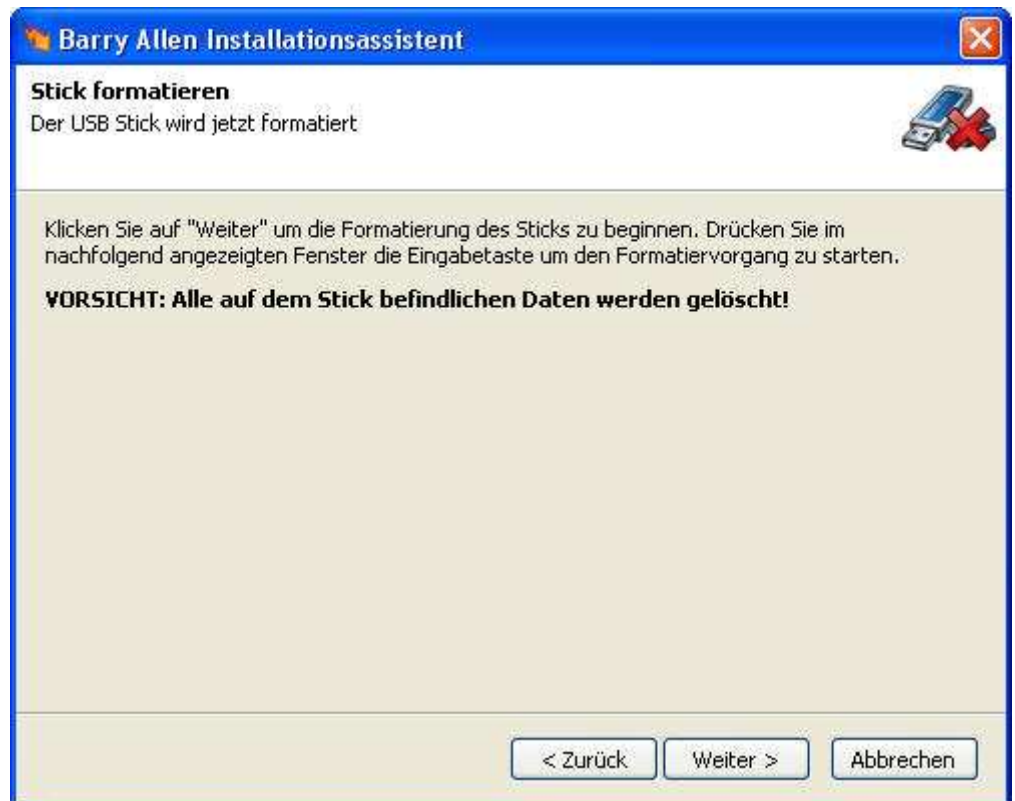 Barry Allen Installationsassistent
Stick formatieren
Der USB Stick wird jetzt formatiert
Klicken Sie auf "Weiter" um die Formatierung des Sticks zu beginnen. Drücken Sie im
nachfolgend angezeigten Fenster die Eingabetaste um den Formatiervorgang zu starten.
VORSICHT: Alle auf dem Stick befindlichen Daten werden gelöscht!
< Zurück Weiter > Abbrechen